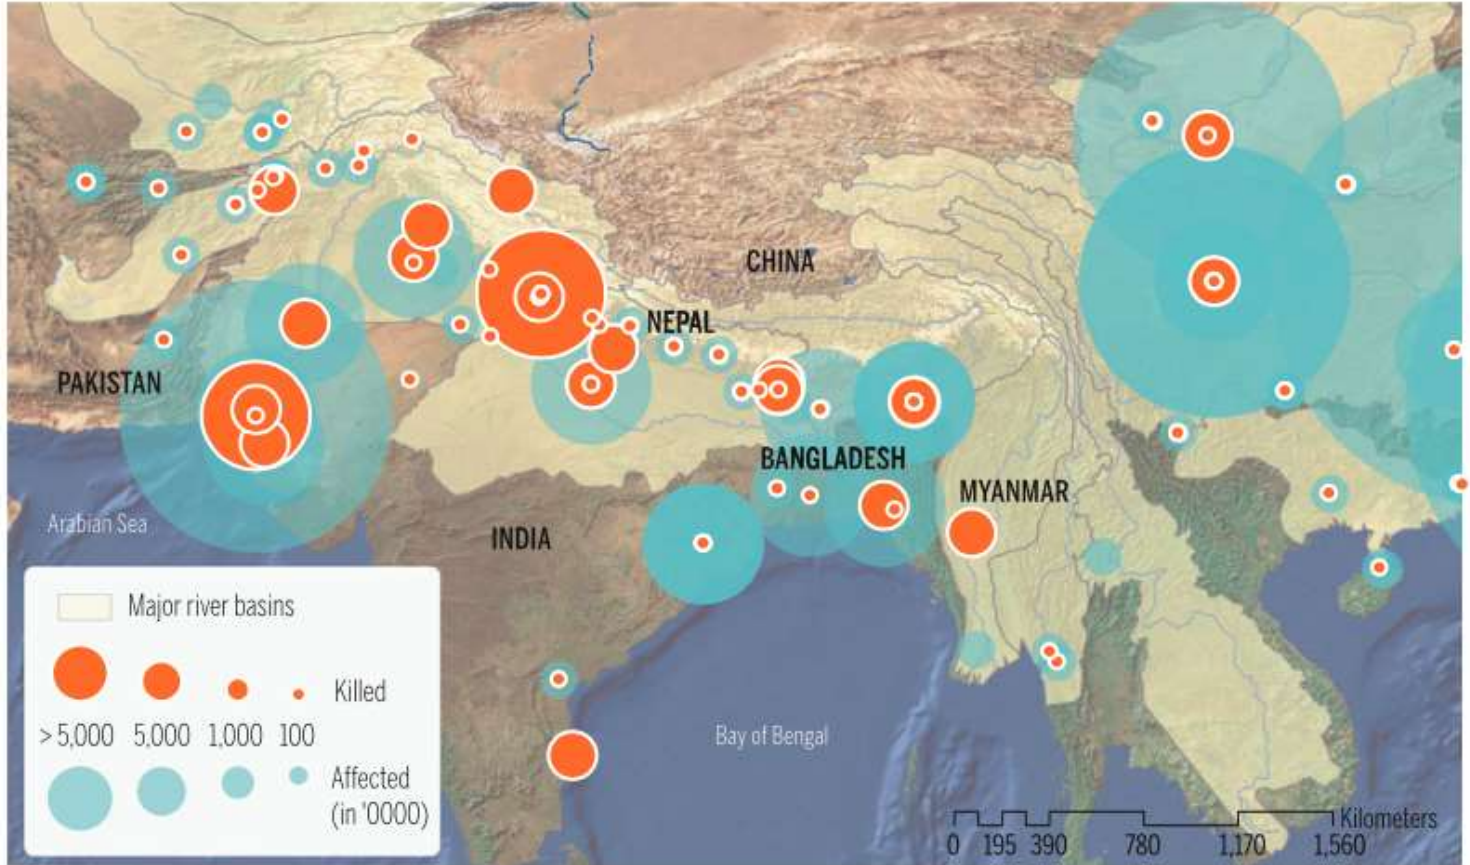 CHINA
NEPAL
PAKISTAN
BANGLADESH
MYANMAR
Arabian Sea
INDIA
Major river basins
Killed
> 5,000 5,000 1,000 100
Affected
(in '0000)
Bay of Bengal
Kilometers
0 195 390 780 1,170 1,560